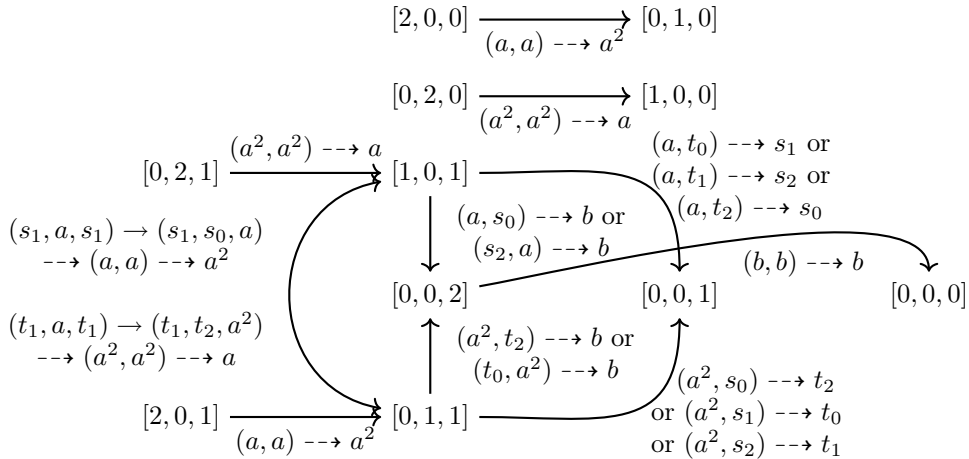 [2, 0, 0] [0, 1, 0]
(a, a) ⇢ a²
[0, 2, 0] [1, 0, 0]
(a², a²) ⇢ a
(a², a²) ⇢ a
[0, 2, 1] [1, 0, 1]
(a, t₀) ⇢ s₁ or
(a, t₁) ⇢ s₂ or
(a, t₂) ⇢ s₀
(s₁, a, s₁) → (s₁, s₀, a)
⇢ (a, a) ⇢ a²
(a, s₀) ⇢ b or
(s₂, a) ⇢ b
(b, b) ⇢ b
[0, 0, 2] [0, 0, 1] [0, 0, 0]
(t₁, a, t₁) → (t₁, t₂, a²)
⇢ (a², a²) ⇢ a
(a², t₂) ⇢ b or
(t₀, a²) ⇢ b
[2, 0, 1] [0, 1, 1]
(a, a) ⇢ a²
(a², s₀) ⇢ t₂
or (a², s₁) ⇢ t₀
or (a², s₂) ⇢ t₁